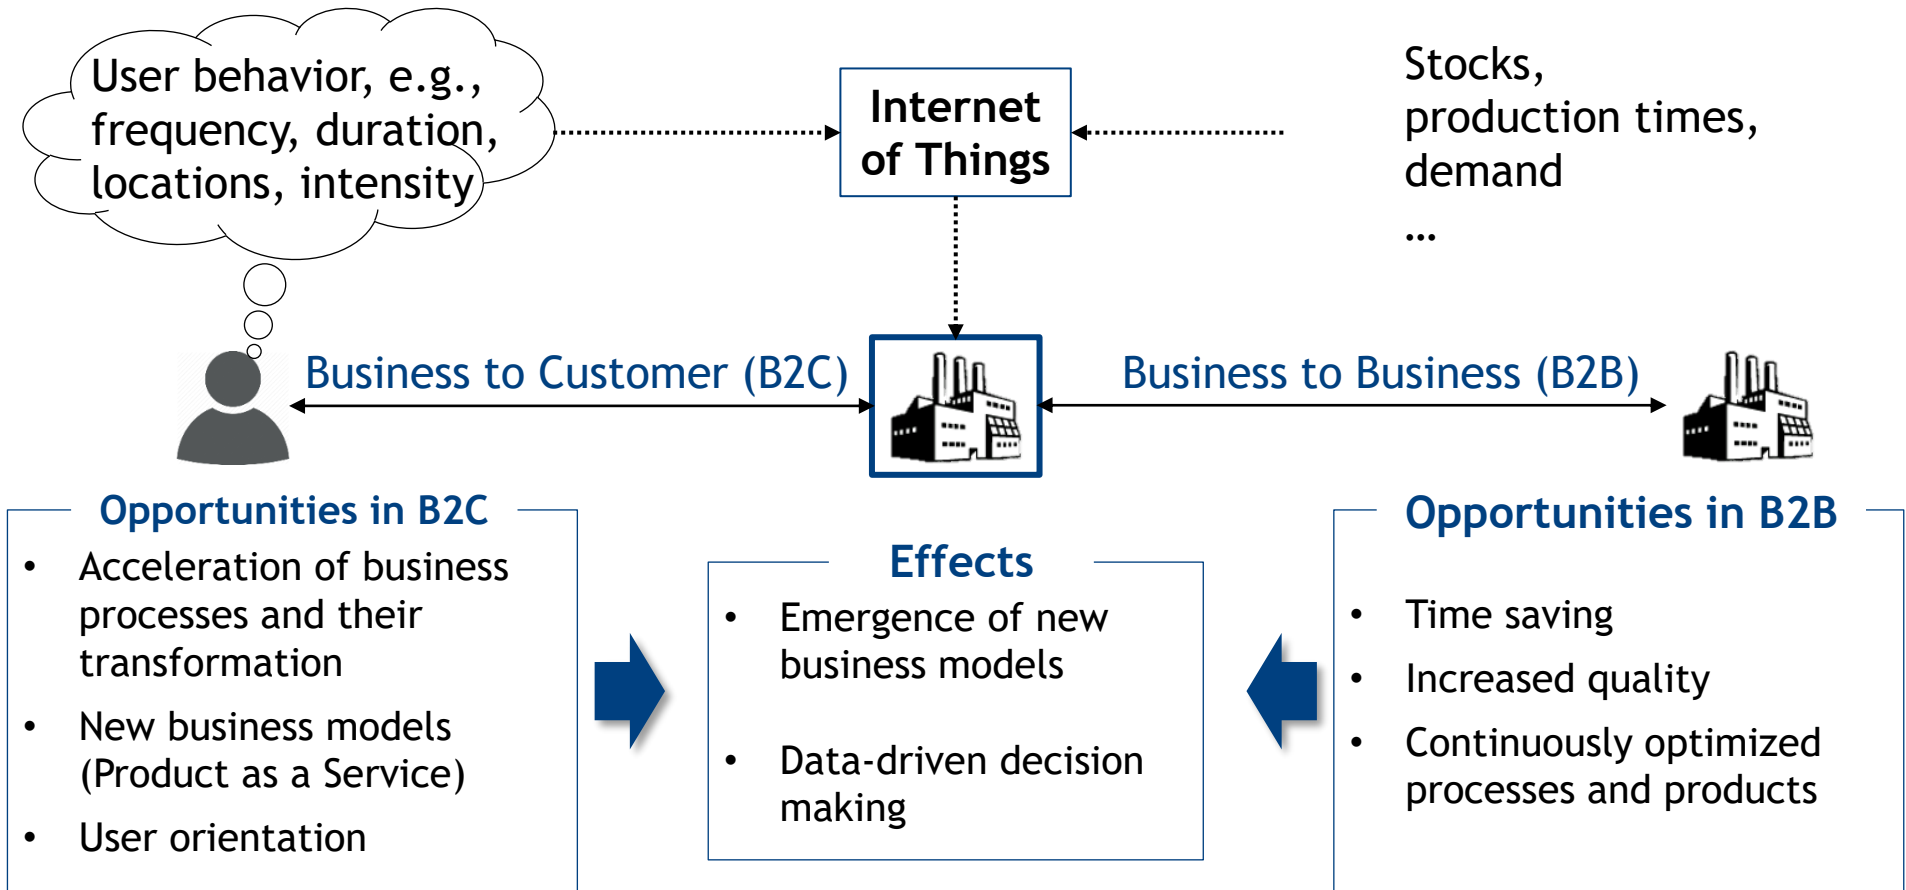 User behavior, e.g.,
frequency, duration,
locations, intensity
Internet
of Things
Stocks,
production times,
demand
...
Business to Customer (B2C)
Business to Business (B2B)
Opportunities in B2C
• Acceleration of business
processes and their
transformation
• New business models
(Product as a Service)
• User orientation
Effects
• Emergence of new
business models
• Data-driven decision
making
Opportunities in B2B
• Time saving
• Increased quality
• Continuously optimized
processes and products